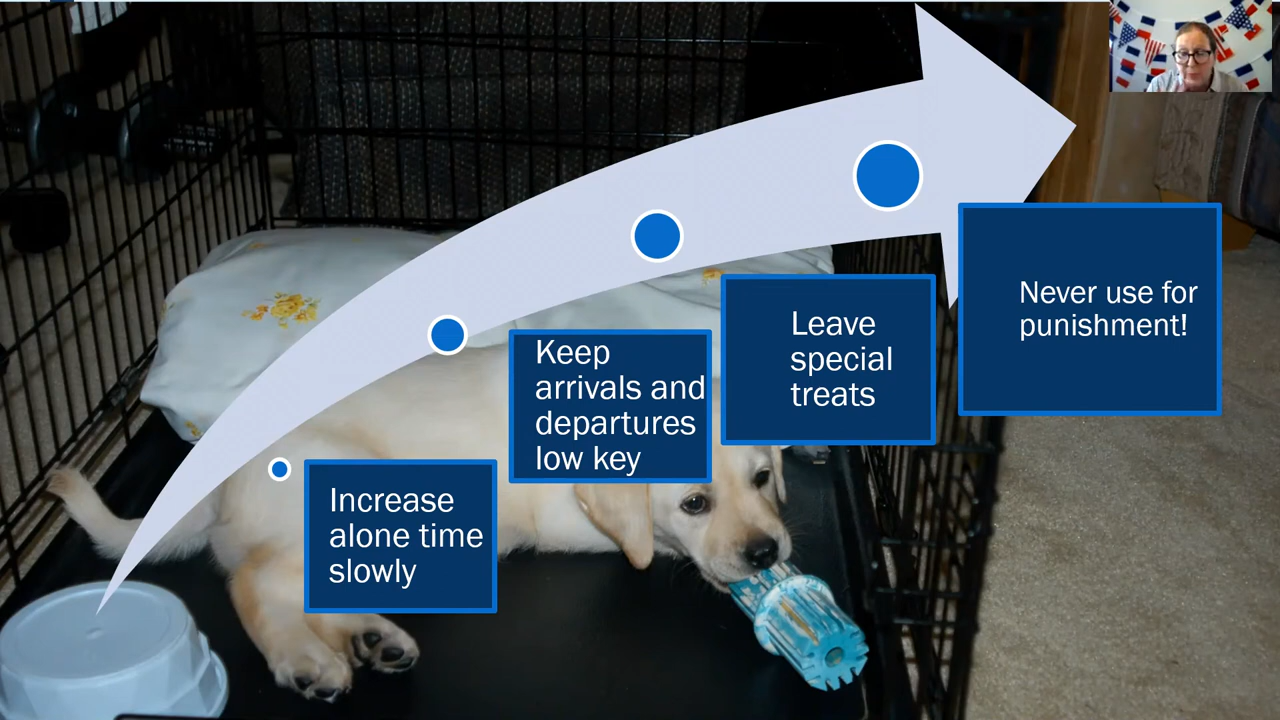 Increase
alone time
slowly
Keep
arrivals and
departures
low key
Leave
special
treats
Never use for
punishment!